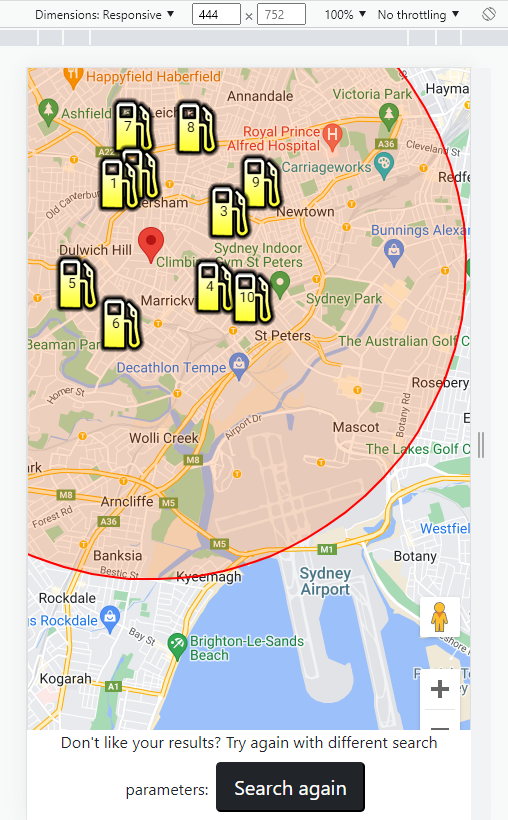 Dimensions: Responsive ▼ 444 × 752 100% ▼ No throttling ▼
Happyfield Haberfield
Hayma
Annandale
Victoria Park
Ashfield
Leic
7
8
Royal Prince
Alfred Hospital
A22
A36
Cleveland St
Carriageworks
Redfe
1
9
Old Canterbur
ersham
3
Newtown
Bunnings Alexa
Dulwich Hill
Sydney Indoor
Climbi
Gym St Peters
5
4
10
Marrickv
Sydney Park
6
St Peters
Beaman Par
The Australian Golf C
Decathlon Tempe
Homer St
Rosebery
Botany Rd
Airport Dr
Mascot
Wolli Creek
The Lakes Golf C
M8
ark
M8
Arncliffe
M5
Forest Rd
A36
M5
M1
Westfiel
Banksia
Botany
Bestic St
Kyeemagh
Sydney
Airport
Rockdale
gs Rockdale
Bay St
Brighton-Le-Sands
Beach
Kogarah
A1
Don't like your results? Try again with different search
parameters: Search again